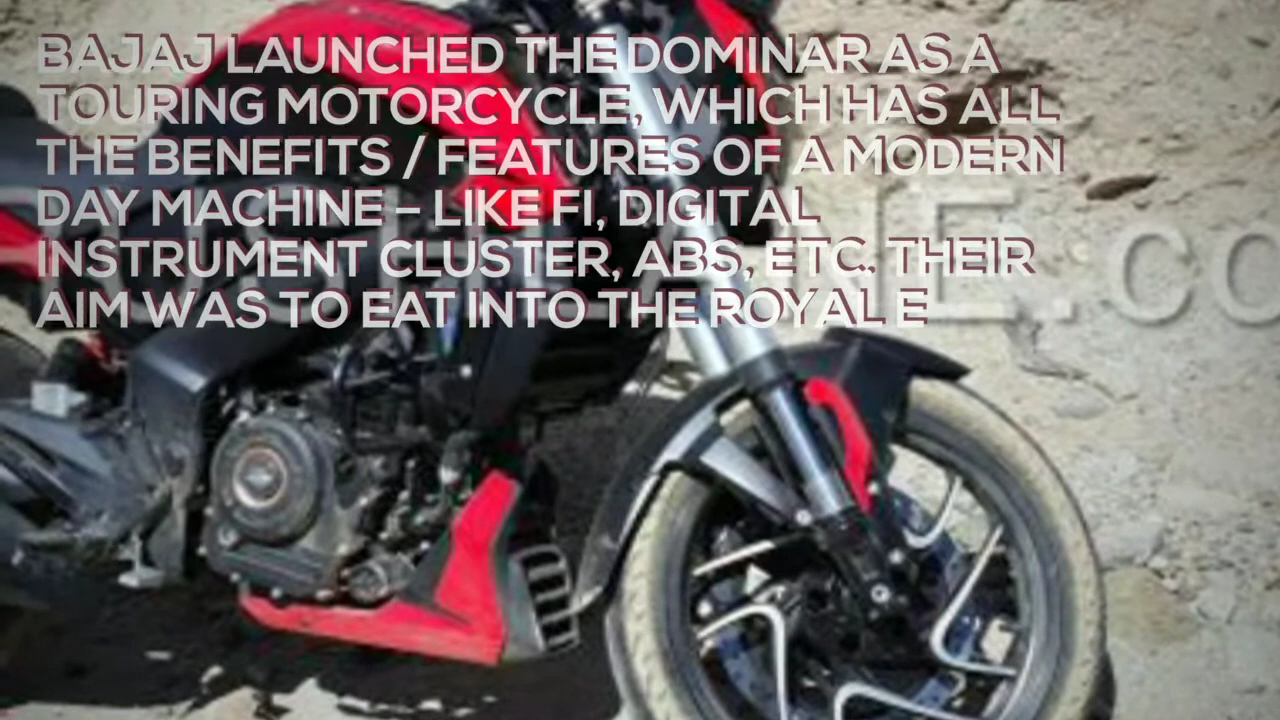 BAJAJ LAUNCHED THE DOMINAR AS A
TOURING MOTORCYCLE, WHICH HAS ALL
THE BENEFITS / FEATURES OF A MODERN
DAY MACHINE – LIKE FI, DIGITAL
INSTRUMENT CLUSTER, ABS, ETC. THEIR
AIM WAS TO EAT INTO THE ROYAL E